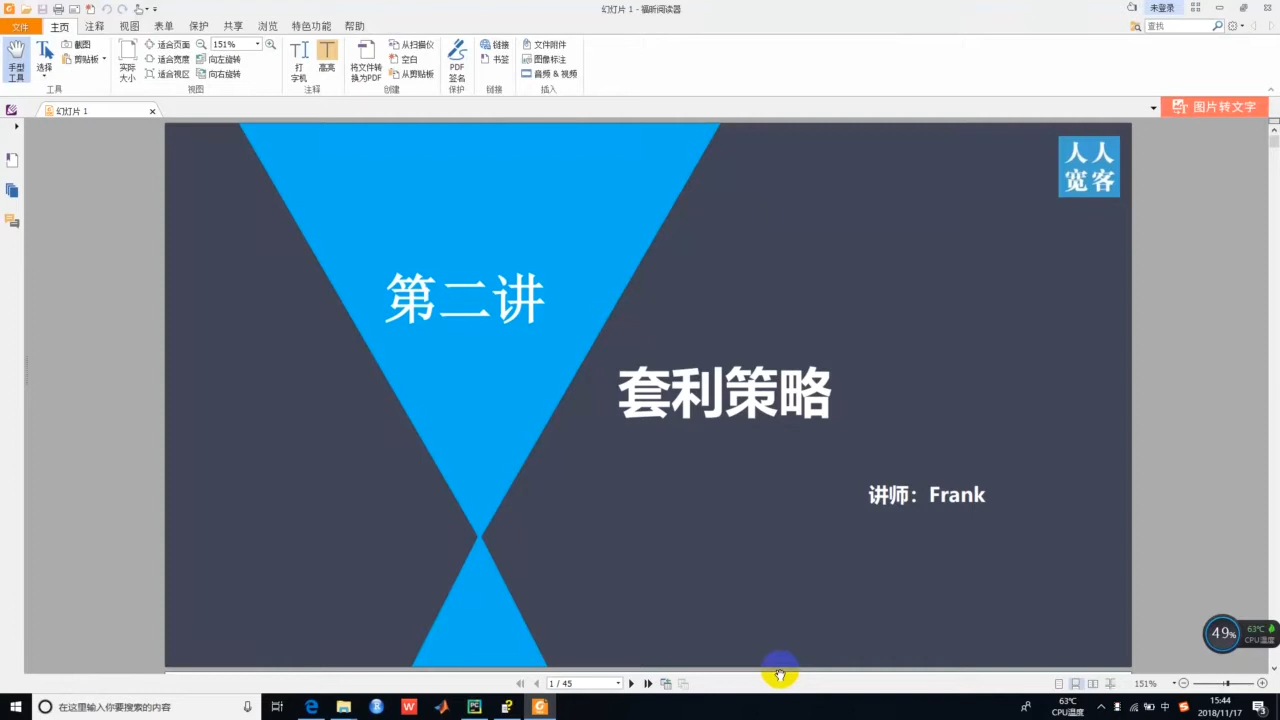 幻灯片 1 - 福昕阅读器
未登录
文件 主页 注释 视图 表单 保护 共享 浏览 特色功能 帮助
查找
手型工具
选择
截图
剪贴板
工具
实际大小
适合页面
适合宽度
适合视区
151%
向左旋转
向右旋转
视图
打字机
高亮
注释
将文件转换为PDF
从扫描仪
空白
从剪贴板
创建
PDF签名
保护
链接
书签
链接
文件附件
图像标注
音频 & 视频
插入
幻灯片 1
图片转文字
人人
宽客
第二讲
套利策略
讲师：Frank
49%
63℃
CPU温度
1 / 45
151%
在这里输入你要搜索的内容
63℃
CPU温度
中
15:44
2018/11/17
3